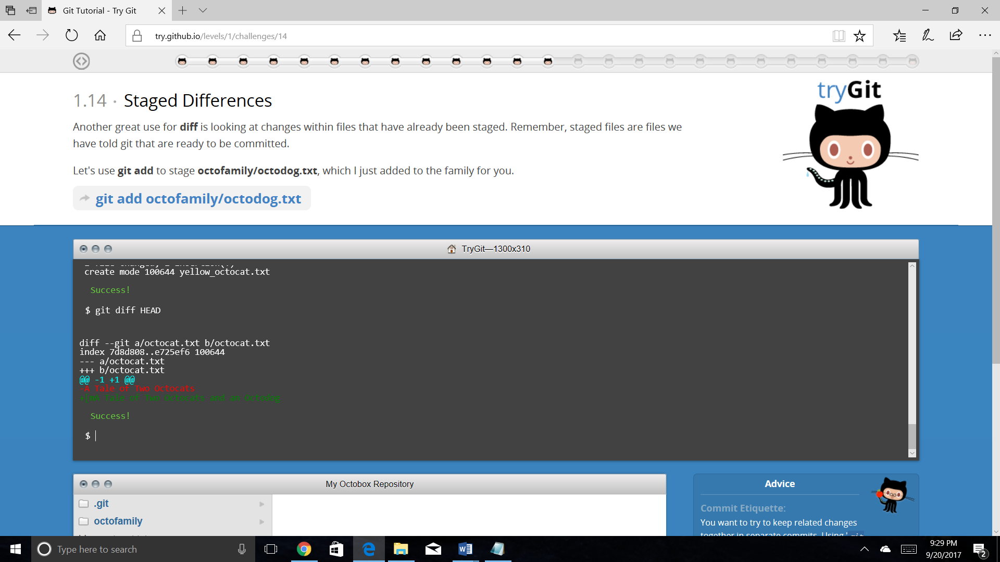 Git Tutorial - Try Git
try.github.io/levels/1/challenges/14
tryGit
1.14 · Staged Differences
Another great use for diff is looking at changes within files that have already been staged. Remember, staged files are files we
have told git that are ready to be committed.
Let's use git add to stage octofamily/octodog.txt, which I just added to the family for you.
git add octofamily/octodog.txt
TryGit—1300x310
create mode 100644 yellow_octocat.txt
Success!
$ git diff HEAD
diff --git a/octocat.txt b/octocat.txt
index 7d8d808..e725ef6 100644
--- a/octocat.txt
+++ b/octocat.txt
@@ -1 +1 @@
-A Tale of Two Octocats
+[mA Tale of Two Octocats and an Octodog
Success!
$
My Octobox Repository
.git
octofamily
Advice
Commit Etiquette:
You want to try to keep related changes
together in separate commits. Using 'git
Type here to search
9:29 PM
9/20/2017
2